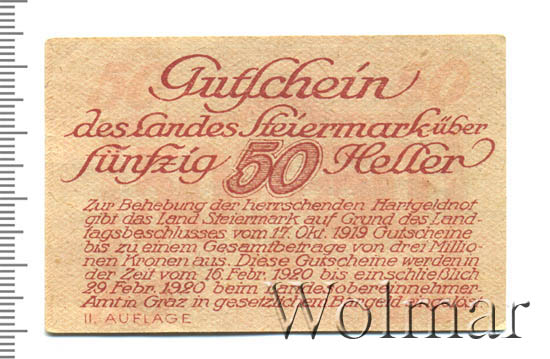 Gutschein
des Landes Steiermark über
fünfzig 50 Heller
Zur Behebung der herrschenden Hartgeldnot
gibt das Land Steiermark auf Grund des Land-
tagsbeschlusses vom 17. Okt. 1919 Gutscheine
bis zu einem Gesamtbetrage von drei Millio-
nen Kronen aus. Diese Gutscheine werden in
der Zeit vom 16. Febr. 1920 bis einschließlich
29. Febr. 1920 beim Landesobereinnehmer-
Amt in Graz in gesetzlichem Bargeld eingelöst.
II. AUFLAGE
Wolmar